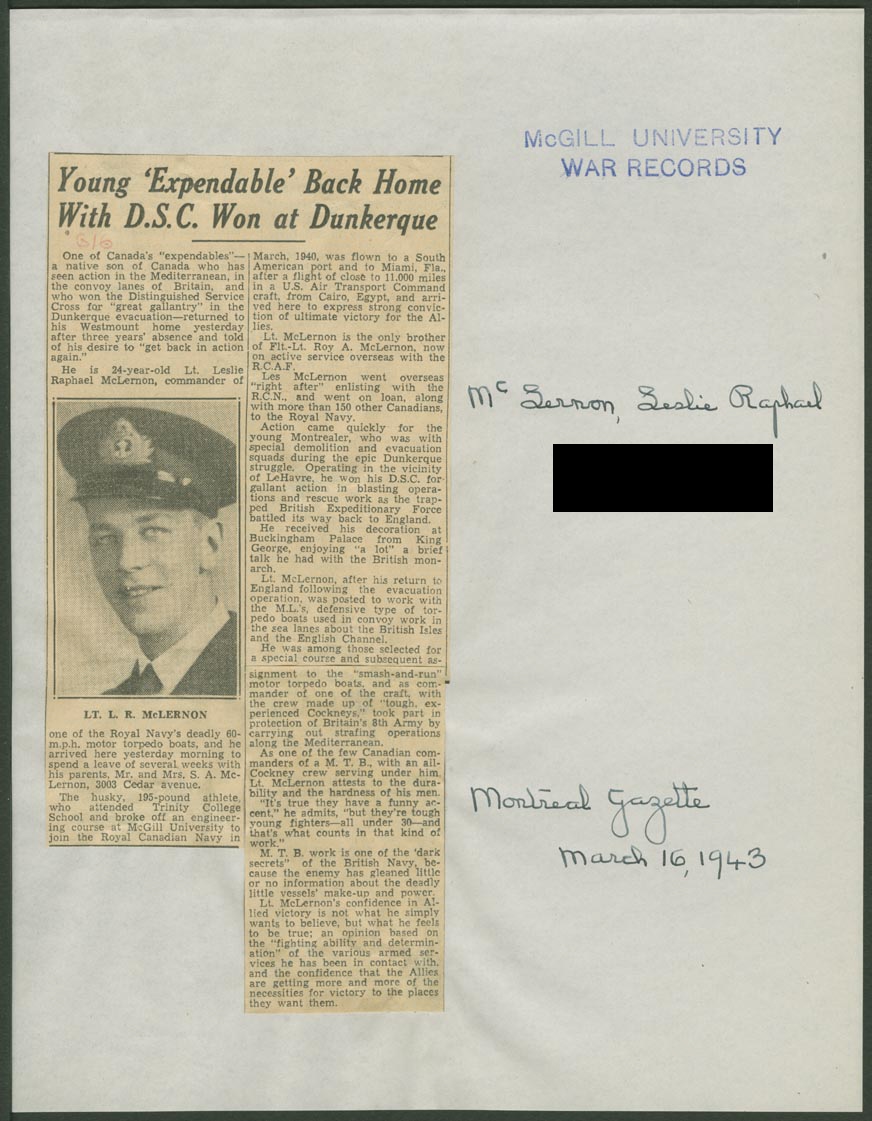 McGILL UNIVERSITY
WAR RECORDS
Young 'Expendable' Back Home
With D.S.C. Won at Dunkerque
One of Canada's "expendables"—
a native son of Canada who has
seen action in the Mediterranean, in
the convoy lanes of Britain, and
who won the Distinguished Service
Cross for "great gallantry" in the
Dunkerque evacuation—returned to
his Westmount home yesterday
after three years' absence and told
of his desire to "get back in action
again."
He is 24-year-old Lt. Leslie
Raphael McLernon, commander of
LT. L. R. McLERNON
one of the Royal Navy's deadly 60-
m.p.h. motor torpedo boats, and he
arrived here yesterday morning to
spend a leave of several weeks with
his parents, Mr. and Mrs. S. A. Mc-
Lernon, 3003 Cedar avenue.
The husky, 195-pound athlete,
who attended Trinity College
School and broke off an engineer-
ing course at McGill University to
join the Royal Canadian Navy in
March, 1940, was flown to a South
American port and to Miami, Fla.,
after a flight of close to 11,000 miles
in a U.S. Air Transport Command
craft, from Cairo, Egypt, and arri-
ved here to express strong convic-
tion of ultimate victory for the Al-
lies.
Lt. McLernon is the only brother
of Flt.-Lt. Roy A. McLernon, now
on active service overseas with the
R.C.A.F.
Les McLernon went overseas
"right after" enlisting with the
R.C.N., and went on loan, along
with more than 150 other Canadians,
to the Royal Navy.
Action came quickly for the
young Montrealer, who was with
special demolition and evacuation
squads during the epic Dunkerque
struggle. Operating in the vicinity
of LeHavre, he won his D.S.C. for
gallant action in blasting opera-
tions and rescue work as the trap-
ped British Expeditionary Force
battled its way back to England.
He received his decoration at
Buckingham Palace from King
George, enjoying "a lot" a brief
talk he had with the British mon-
arch.
Lt. McLernon, after his return to
England following the evacuation
operation, was posted to work with
the M.L.'s, defensive type of tor-
pedo boats used in convoy work in
the sea lanes about the British Isles
and the English Channel.
He was among those selected for
a special course and subsequent as-
signment to the "smash-and-run"
motor torpedo boats, and as com-
mander of one of the craft, with
the crew made up of "tough, ex-
perienced Cockneys," took part in
protection of Britain's 8th Army by
carrying out strafing operations
along the Mediterranean.
As one of the few Canadian com-
manders of a M. T. B., with an all-
Cockney crew serving under him,
Lt. McLernon attests to the dura-
bility and the hardness of his men.
"It's true they have a funny ac-
cent," he admits, "but they're tough
young fighters—all under 30—and
that's what counts in that kind of
work."
M. T. B. work is one of the 'dark
secrets" of the British Navy, be-
cause the enemy has gleaned little
or no information about the deadly
little vessels' make-up and power.
Lt. McLernon's confidence in Al-
lied victory is not what he simply
wants to believe, but what he feels
to be true; an opinion based on
the "fighting ability and determin-
ation" of the various armed ser-
vices he has been in contact with,
and the confidence that the Allies
are getting more and more of the
necessities for victory to the places
they want them.
Mc Lernon, Leslie Raphael
Montreal Gazette
March 16, 1943